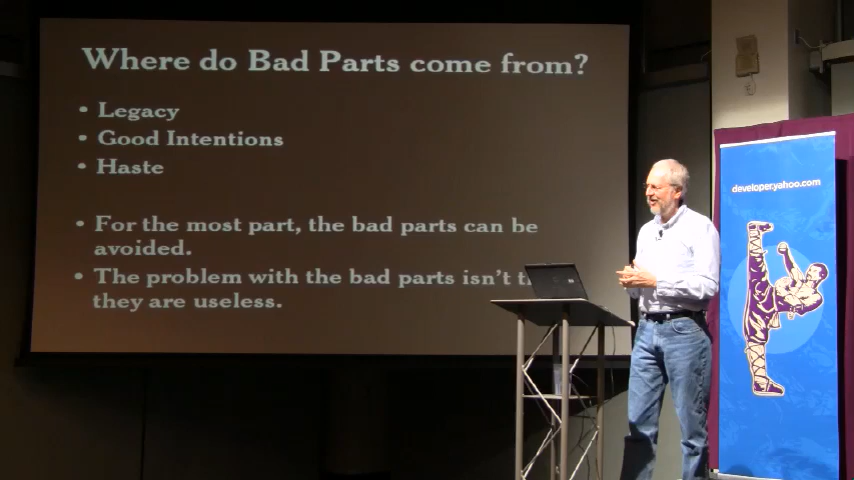 Where do Bad Parts come from?
• Legacy
• Good Intentions
• Haste
• For the most part, the bad parts can be
avoided.
• The problem with the bad parts isn't
they are useless.
developer.yahoo.com